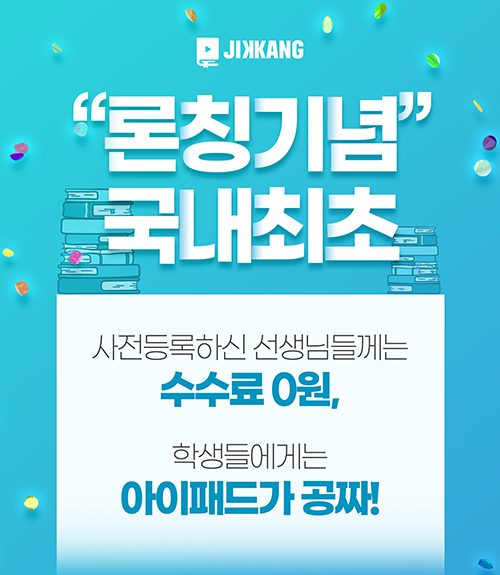 JIKKANG
“론칭기념”
국내최초
사전등록하신 선생님들께는
수수료 0원,
학생들에게는
아이패드가 공짜!